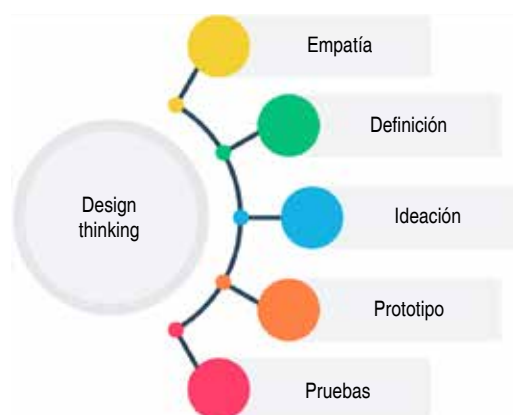 Empatía
Definición
Design
thinking
Ideación
Prototipo
Pruebas